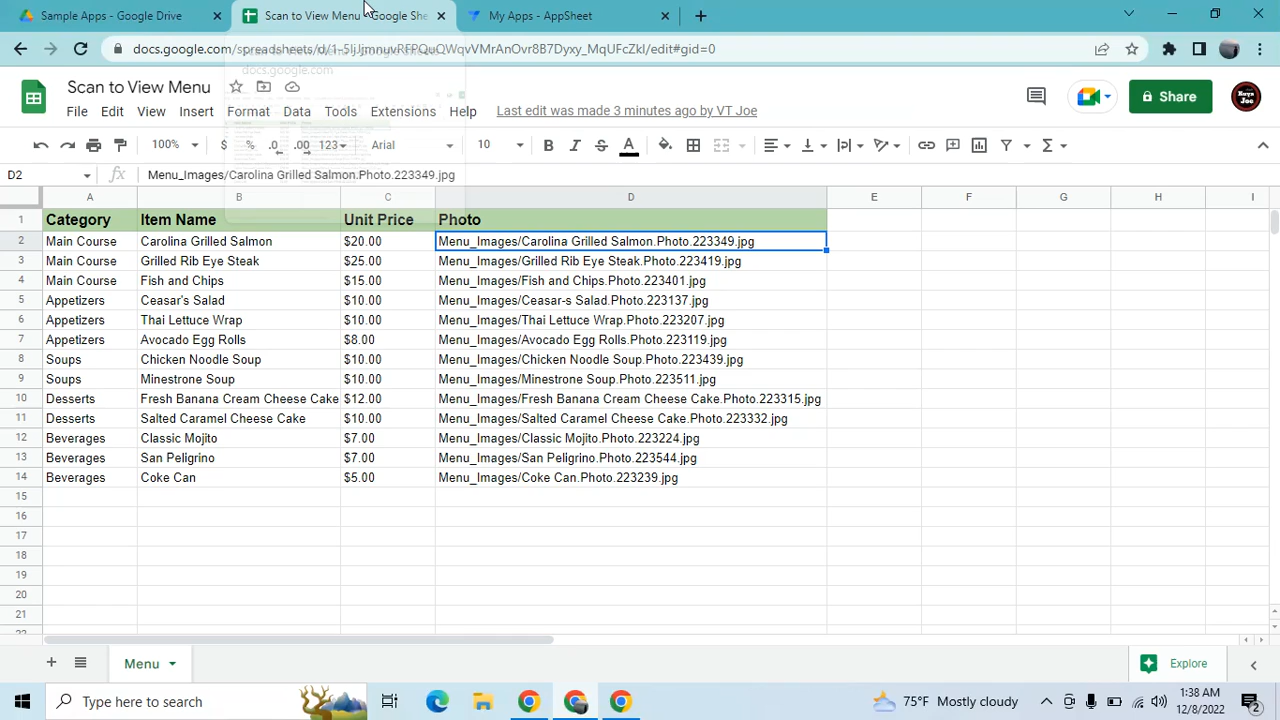 Sample Apps - Google Drive
Scan to View Menu - Google She
My Apps - AppSheet
docs.google.com/spreadsheets/d/
edit#gid=0
docs.google.com
Scan to View Menu
File Edit View Insert Format Data Tools Extensions Help
Last edit was made 3 minutes ago by VT Joe
Share
100% $ % .0 .00 123 Arial 10
D2 fx Menu_Images/Carolina Grilled Salmon.Photo.223349.jpg
A B C D E F G H I
1 Category Item Name Unit Price Photo
2 Main Course Carolina Grilled Salmon $20.00 Menu_Images/Carolina Grilled Salmon.Photo.223349.jpg
3 Main Course Grilled Rib Eye Steak $25.00 Menu_Images/Grilled Rib Eye Steak.Photo.223419.jpg
4 Main Course Fish and Chips $15.00 Menu_Images/Fish and Chips.Photo.223401.jpg
5 Appetizers Ceasar's Salad $10.00 Menu_Images/Ceasar-s Salad.Photo.223137.jpg
6 Appetizers Thai Lettuce Wrap $10.00 Menu_Images/Thai Lettuce Wrap.Photo.223207.jpg
7 Appetizers Avocado Egg Rolls $8.00 Menu_Images/Avocado Egg Rolls.Photo.223119.jpg
8 Soups Chicken Noodle Soup $10.00 Menu_Images/Chicken Noodle Soup.Photo.223439.jpg
9 Soups Minestrone Soup $10.00 Menu_Images/Minestrone Soup.Photo.223511.jpg
10 Desserts Fresh Banana Cream Cheese Cake $12.00 Menu_Images/Fresh Banana Cream Cheese Cake.Photo.223315.jpg
11 Desserts Salted Caramel Cheese Cake $10.00 Menu_Images/Salted Caramel Cheese Cake.Photo.223332.jpg
12 Beverages Classic Mojito $7.00 Menu_Images/Classic Mojito.Photo.223224.jpg
13 Beverages San Peligrino $7.00 Menu_Images/San Peligrino.Photo.223544.jpg
14 Beverages Coke Can $5.00 Menu_Images/Coke Can.Photo.223239.jpg
15
16
17
18
19
20
21
Menu
Explore
Type here to search
75°F Mostly cloudy
1:38 AM
12/8/2022
2